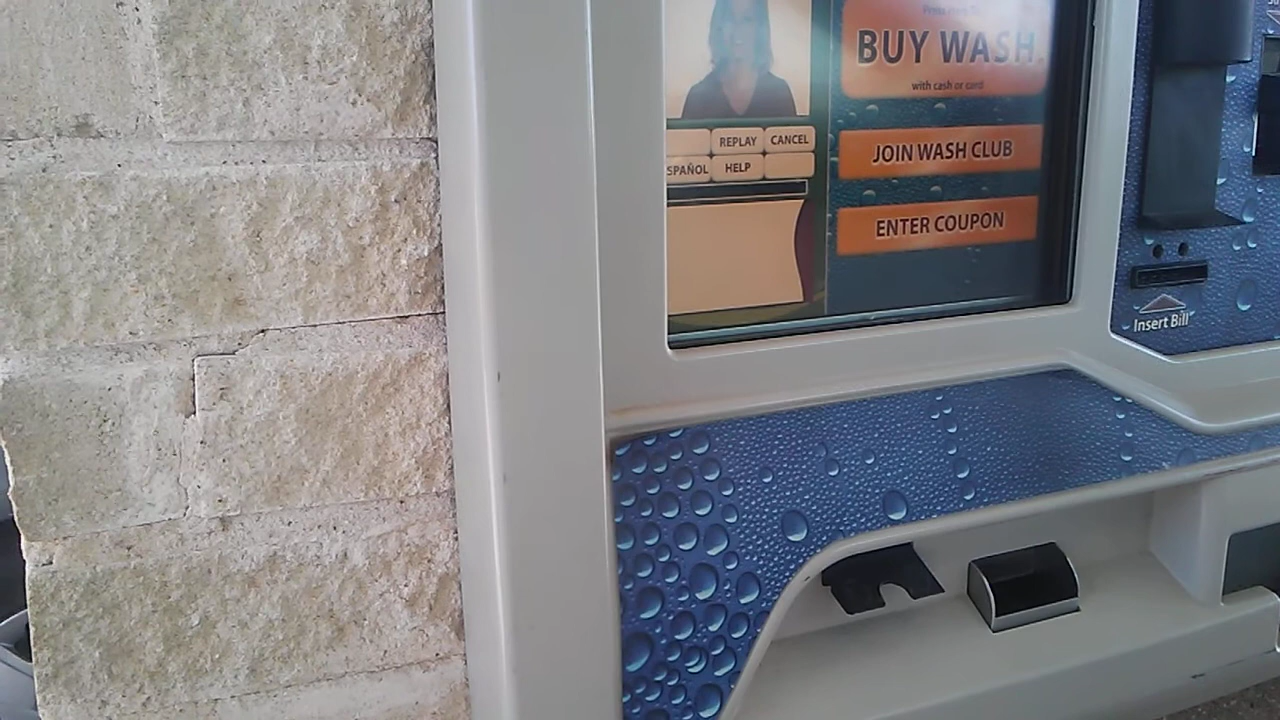 BUY WASH
with cash or card
REPLAY CANCEL
SPAÑOL HELP
JOIN WASH CLUB
ENTER COUPON
Insert Bill